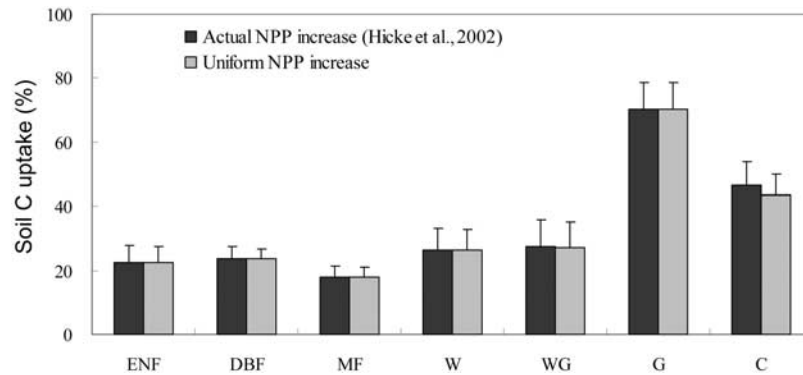 100
Actual NPP increase (Hicke et al., 2002)
Uniform NPP increase
80
60
40
20
0
Soil C uptake (%)
ENF DBF MF W WG G C